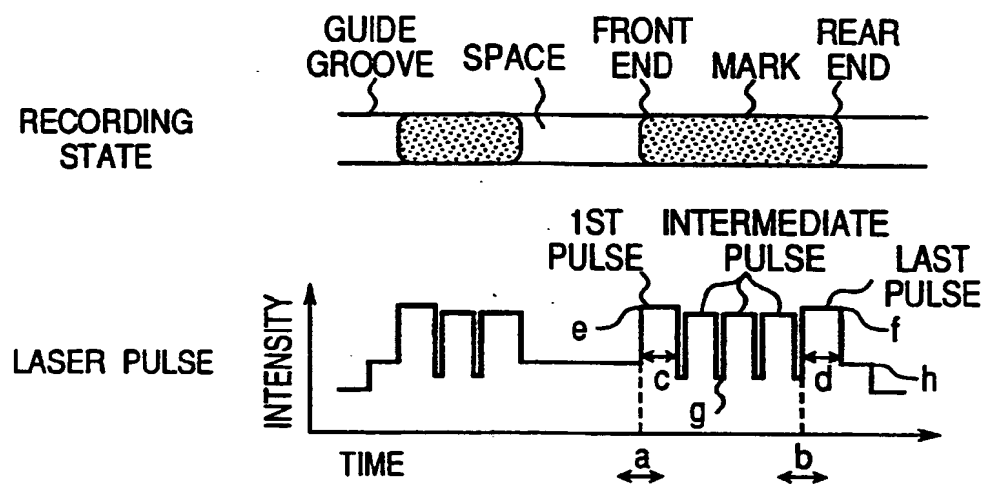 GUIDE GROOVE
SPACE
FRONT END
MARK
REAR END
RECORDING STATE
1ST PULSE
INTERMEDIATE PULSE
LAST PULSE
LASER PULSE
INTENSITY
e
f
c
d
h
g
TIME
a
b